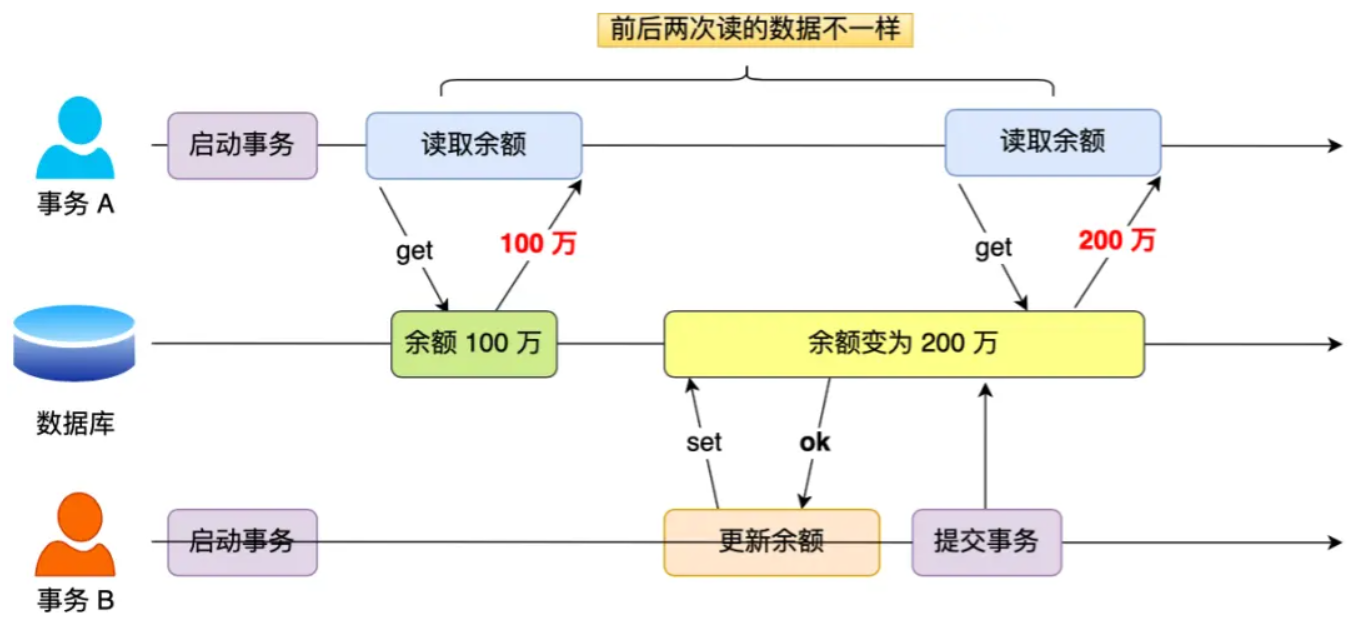 前后两次读的数据不一样
启动事务
读取余额
读取余额
事务 A
get
100 万
get
200 万
余额 100 万
余额变为 200 万
数据库
set
ok
启动事务
更新余额
提交事务
事务 B